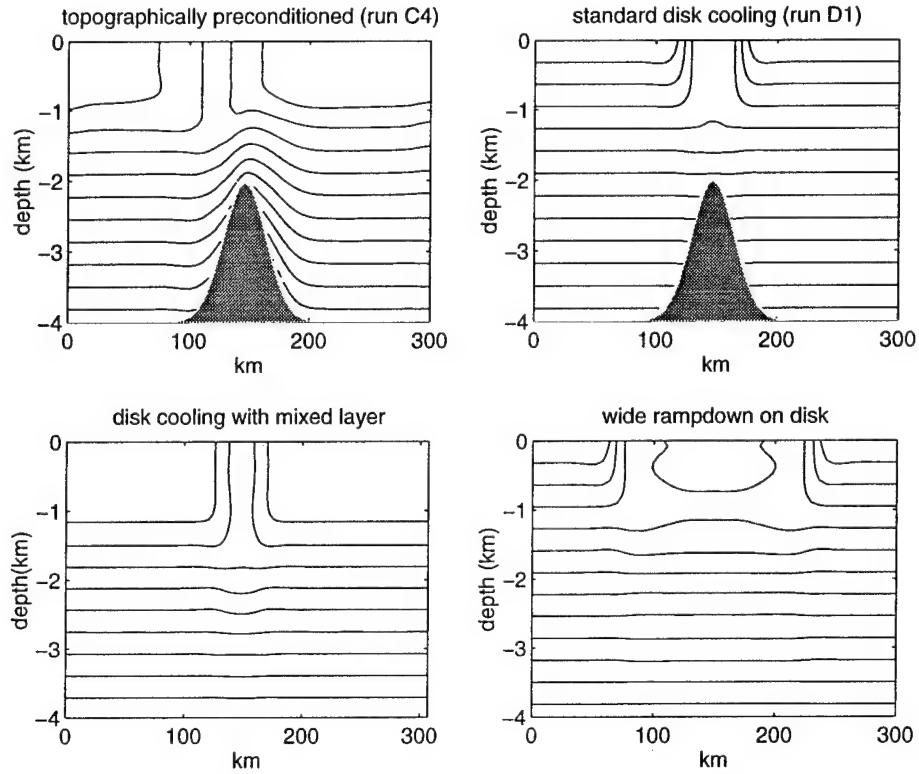 topographically preconditioned (run C4)
0
-1
-2
-3
-4
depth (km)
0 100 200 300
km
standard disk cooling (run D1)
0
-1
-2
-3
-4
depth (km)
0 100 200 300
km
disk cooling with mixed layer
0
-1
-2
-3
-4
depth(km)
0 100 200 300
km
wide rampdown on disk
0
-1
-2
-3
-4
depth (km)
0 100 200 300
km